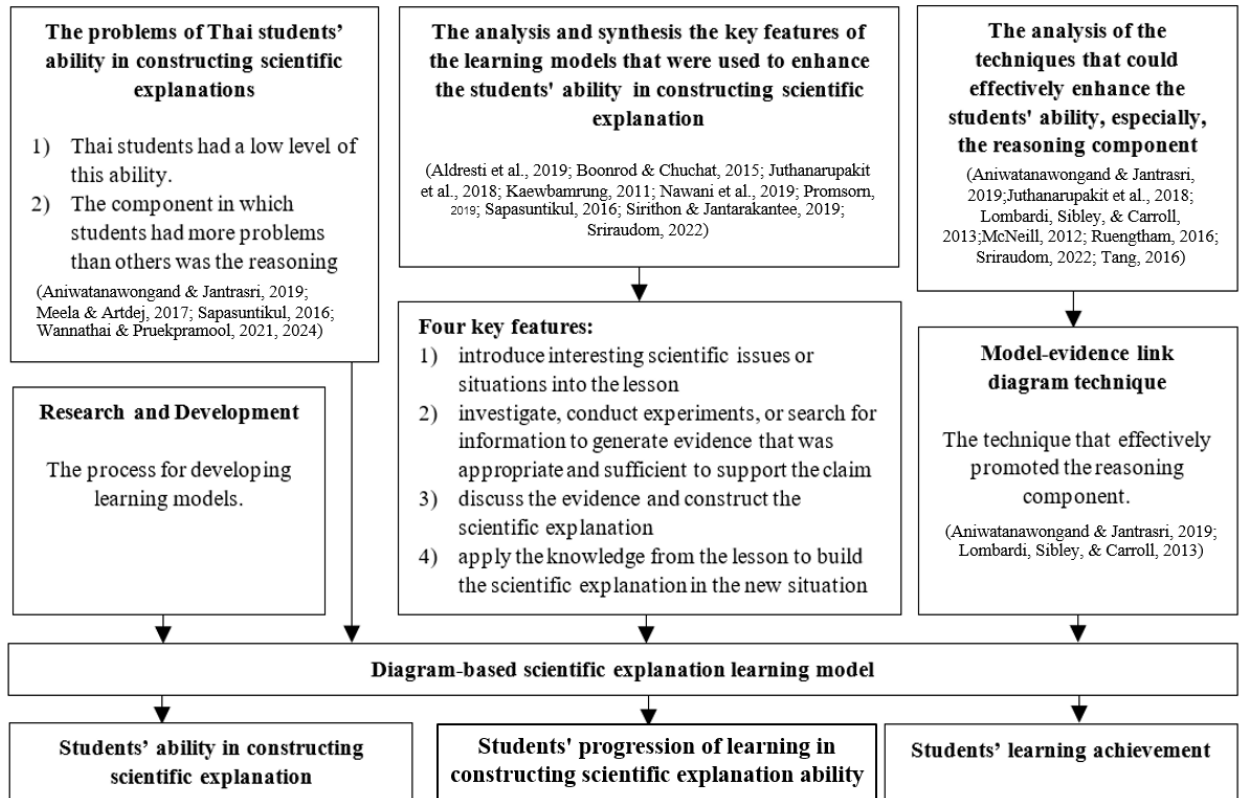 The problems of Thai students’
ability in constructing scientific
explanations
1) Thai students had a low level of
this ability.
2) The component in which
students had more problems
than others was the reasoning
(Aniwatanawongand & Jantrasri, 2019;
Meela & Artdej, 2017; Sapasuntikul, 2016;
Wannathai & Pruekpramool, 2021, 2024)
The analysis and synthesis the key features
of the learning models that were used to enhance
the students' ability in constructing scientific
explanation
(Aldresti et al., 2019; Boonrod & Chuchat, 2015; Juthanarupakit
et al., 2018; Kaewbamrung, 2011; Nawani et al., 2019; Promsorn,
2019; Sapasuntikul, 2016; Sirithon & Jantarakantee, 2019;
Sriraudom, 2022)
The analysis of the
techniques that could
effectively enhance the
students' ability, especially,
the reasoning component
(Aniwatanawongand & Jantrasri,
2019;Juthanarupakit et al., 2018;
Lombardi, Sibley, & Carroll,
2013;McNeill, 2012; Ruengtham, 2016;
Sriraudom, 2022; Tang, 2016)
Research and Development
The process for developing
learning models.
Four key features:
1) introduce interesting scientific issues or
situations into the lesson
2) investigate, conduct experiments, or search for
information to generate evidence that was
appropriate and sufficient to support the claim
3) discuss the evidence and construct the
scientific explanation
4) apply the knowledge from the lesson to build
the scientific explanation in the new situation
Model-evidence link
diagram technique
The technique that effectively
promoted the reasoning
component.
(Aniwatanawongand & Jantrasri, 2019;
Lombardi, Sibley, & Carroll, 2013)
Diagram-based scientific explanation learning model
Students’ ability in constructing
scientific explanation
Students' progression of learning in
constructing scientific explanation ability
Students’ learning achievement